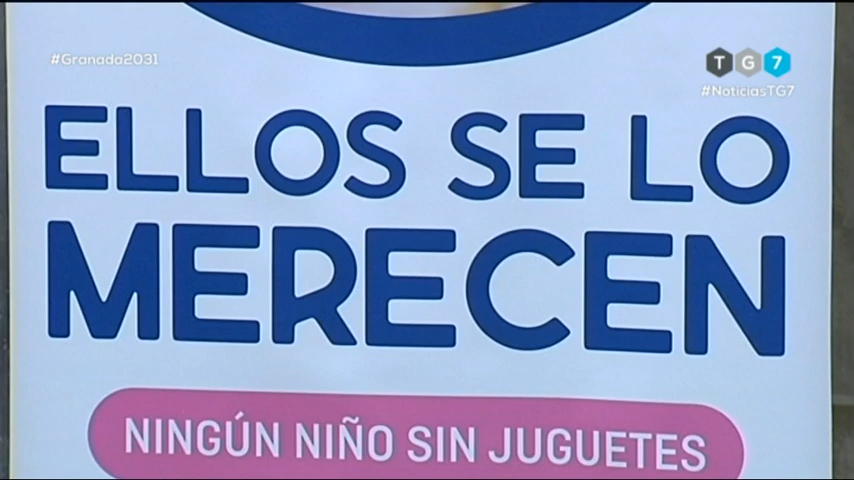 #Granada2031
TG7
#NoticiasTG7
ELLOS SE LO
MERECEN
NINGÚN NIÑO SIN JUGUETES